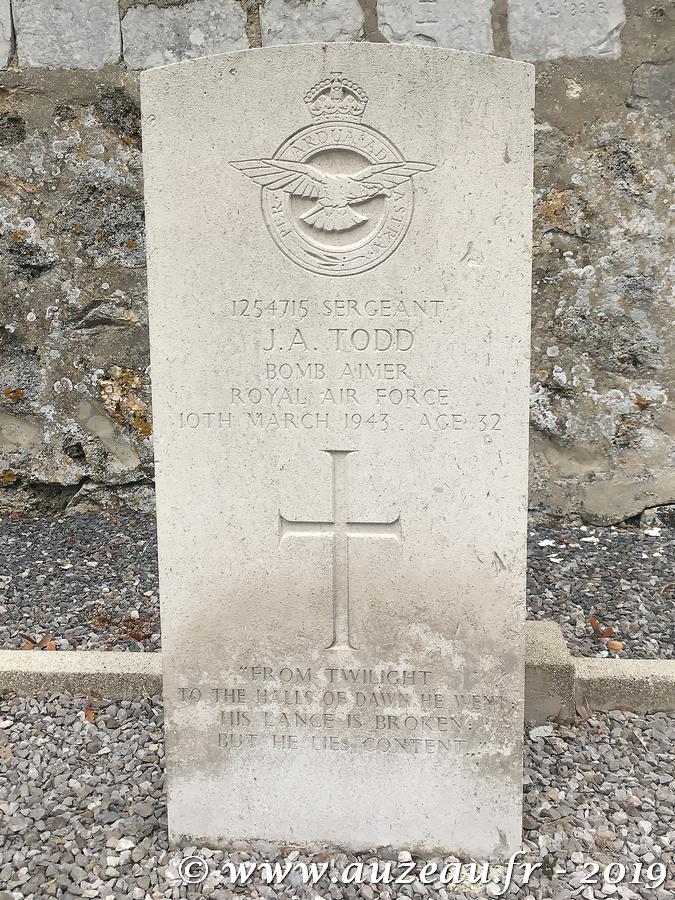 PER ARDUA AD ASTRA
1254715 SERGEANT
J. A. TODD
BOMB AIMER
ROYAL AIR FORCE
10TH MARCH 1943 . AGE 32
"FROM TWILIGHT
TO THE HALLS OF DAWN HE WENT;
HIS LANCE IS BROKEN;
BUT HE LIES CONTENT..."
© www.auzeau.fr - 2019